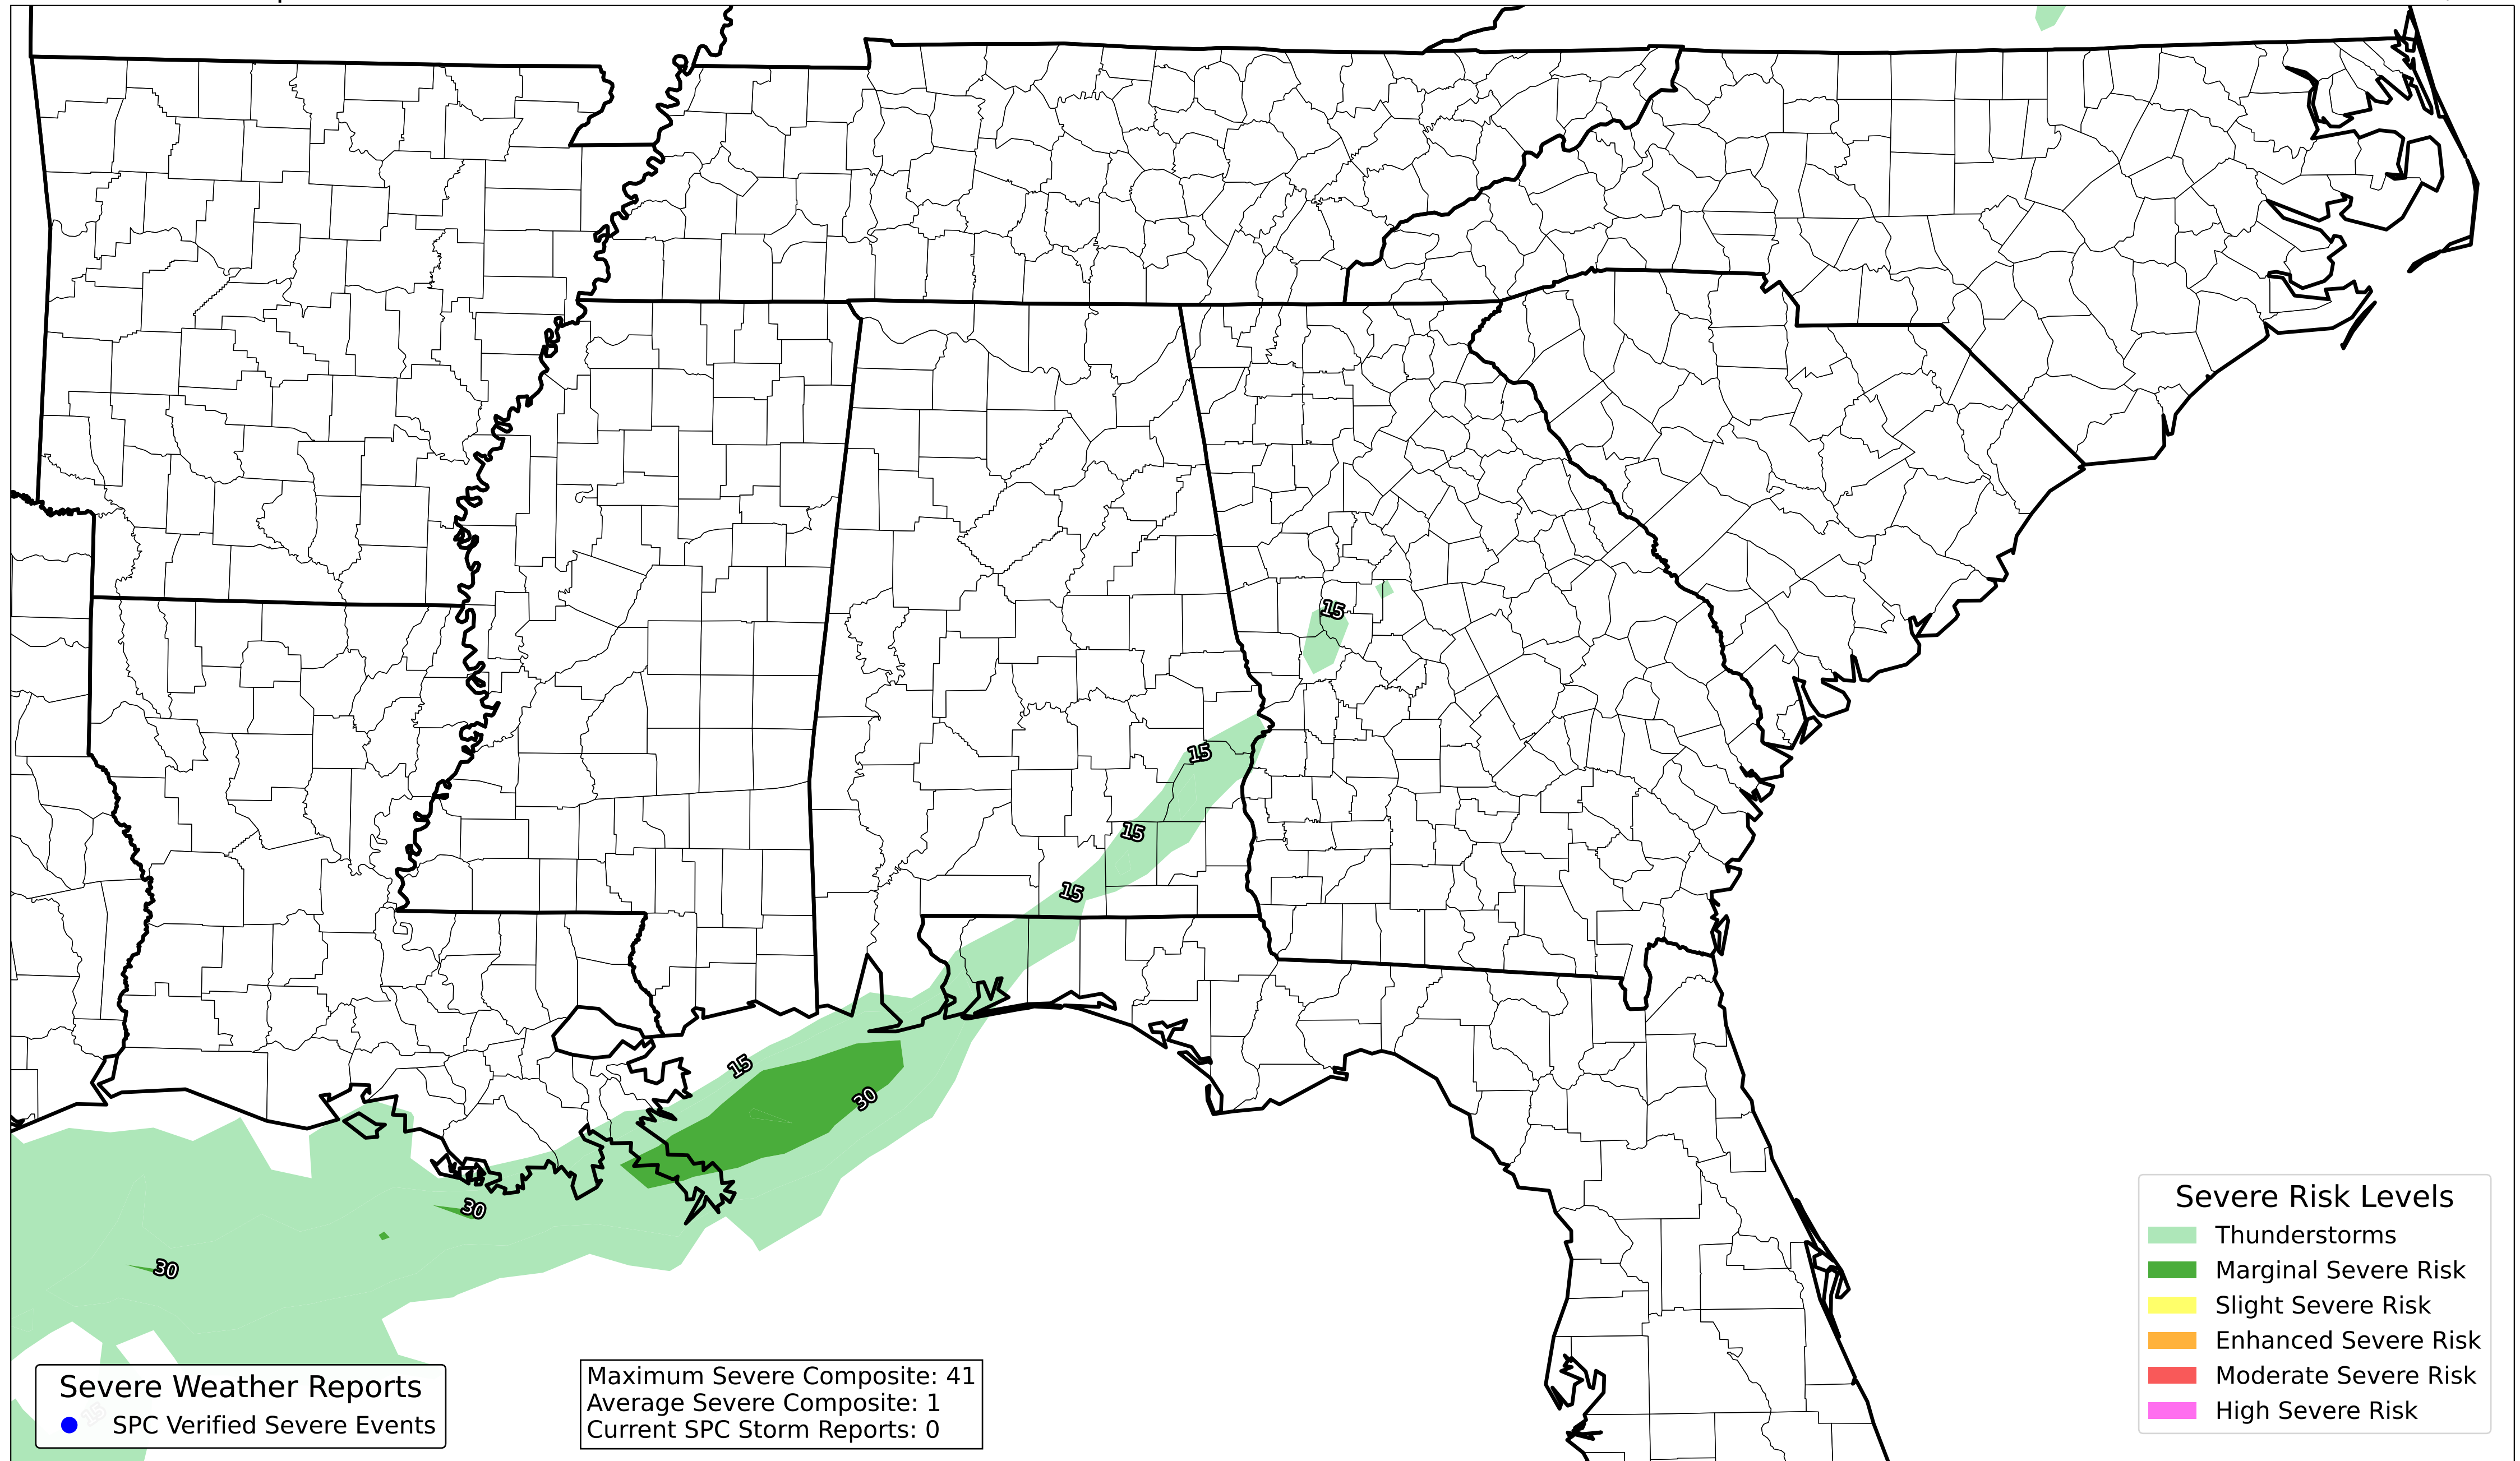 15
15
15
15
15
30
30
30
15
Severe Risk Levels
Thunderstorms
Marginal Severe Risk
Slight Severe Risk
Enhanced Severe Risk
Moderate Severe Risk
High Severe Risk
Severe Weather Reports
SPC Verified Severe Events
Maximum Severe Composite: 41
Average Severe Composite: 1
Current SPC Storm Reports: 0